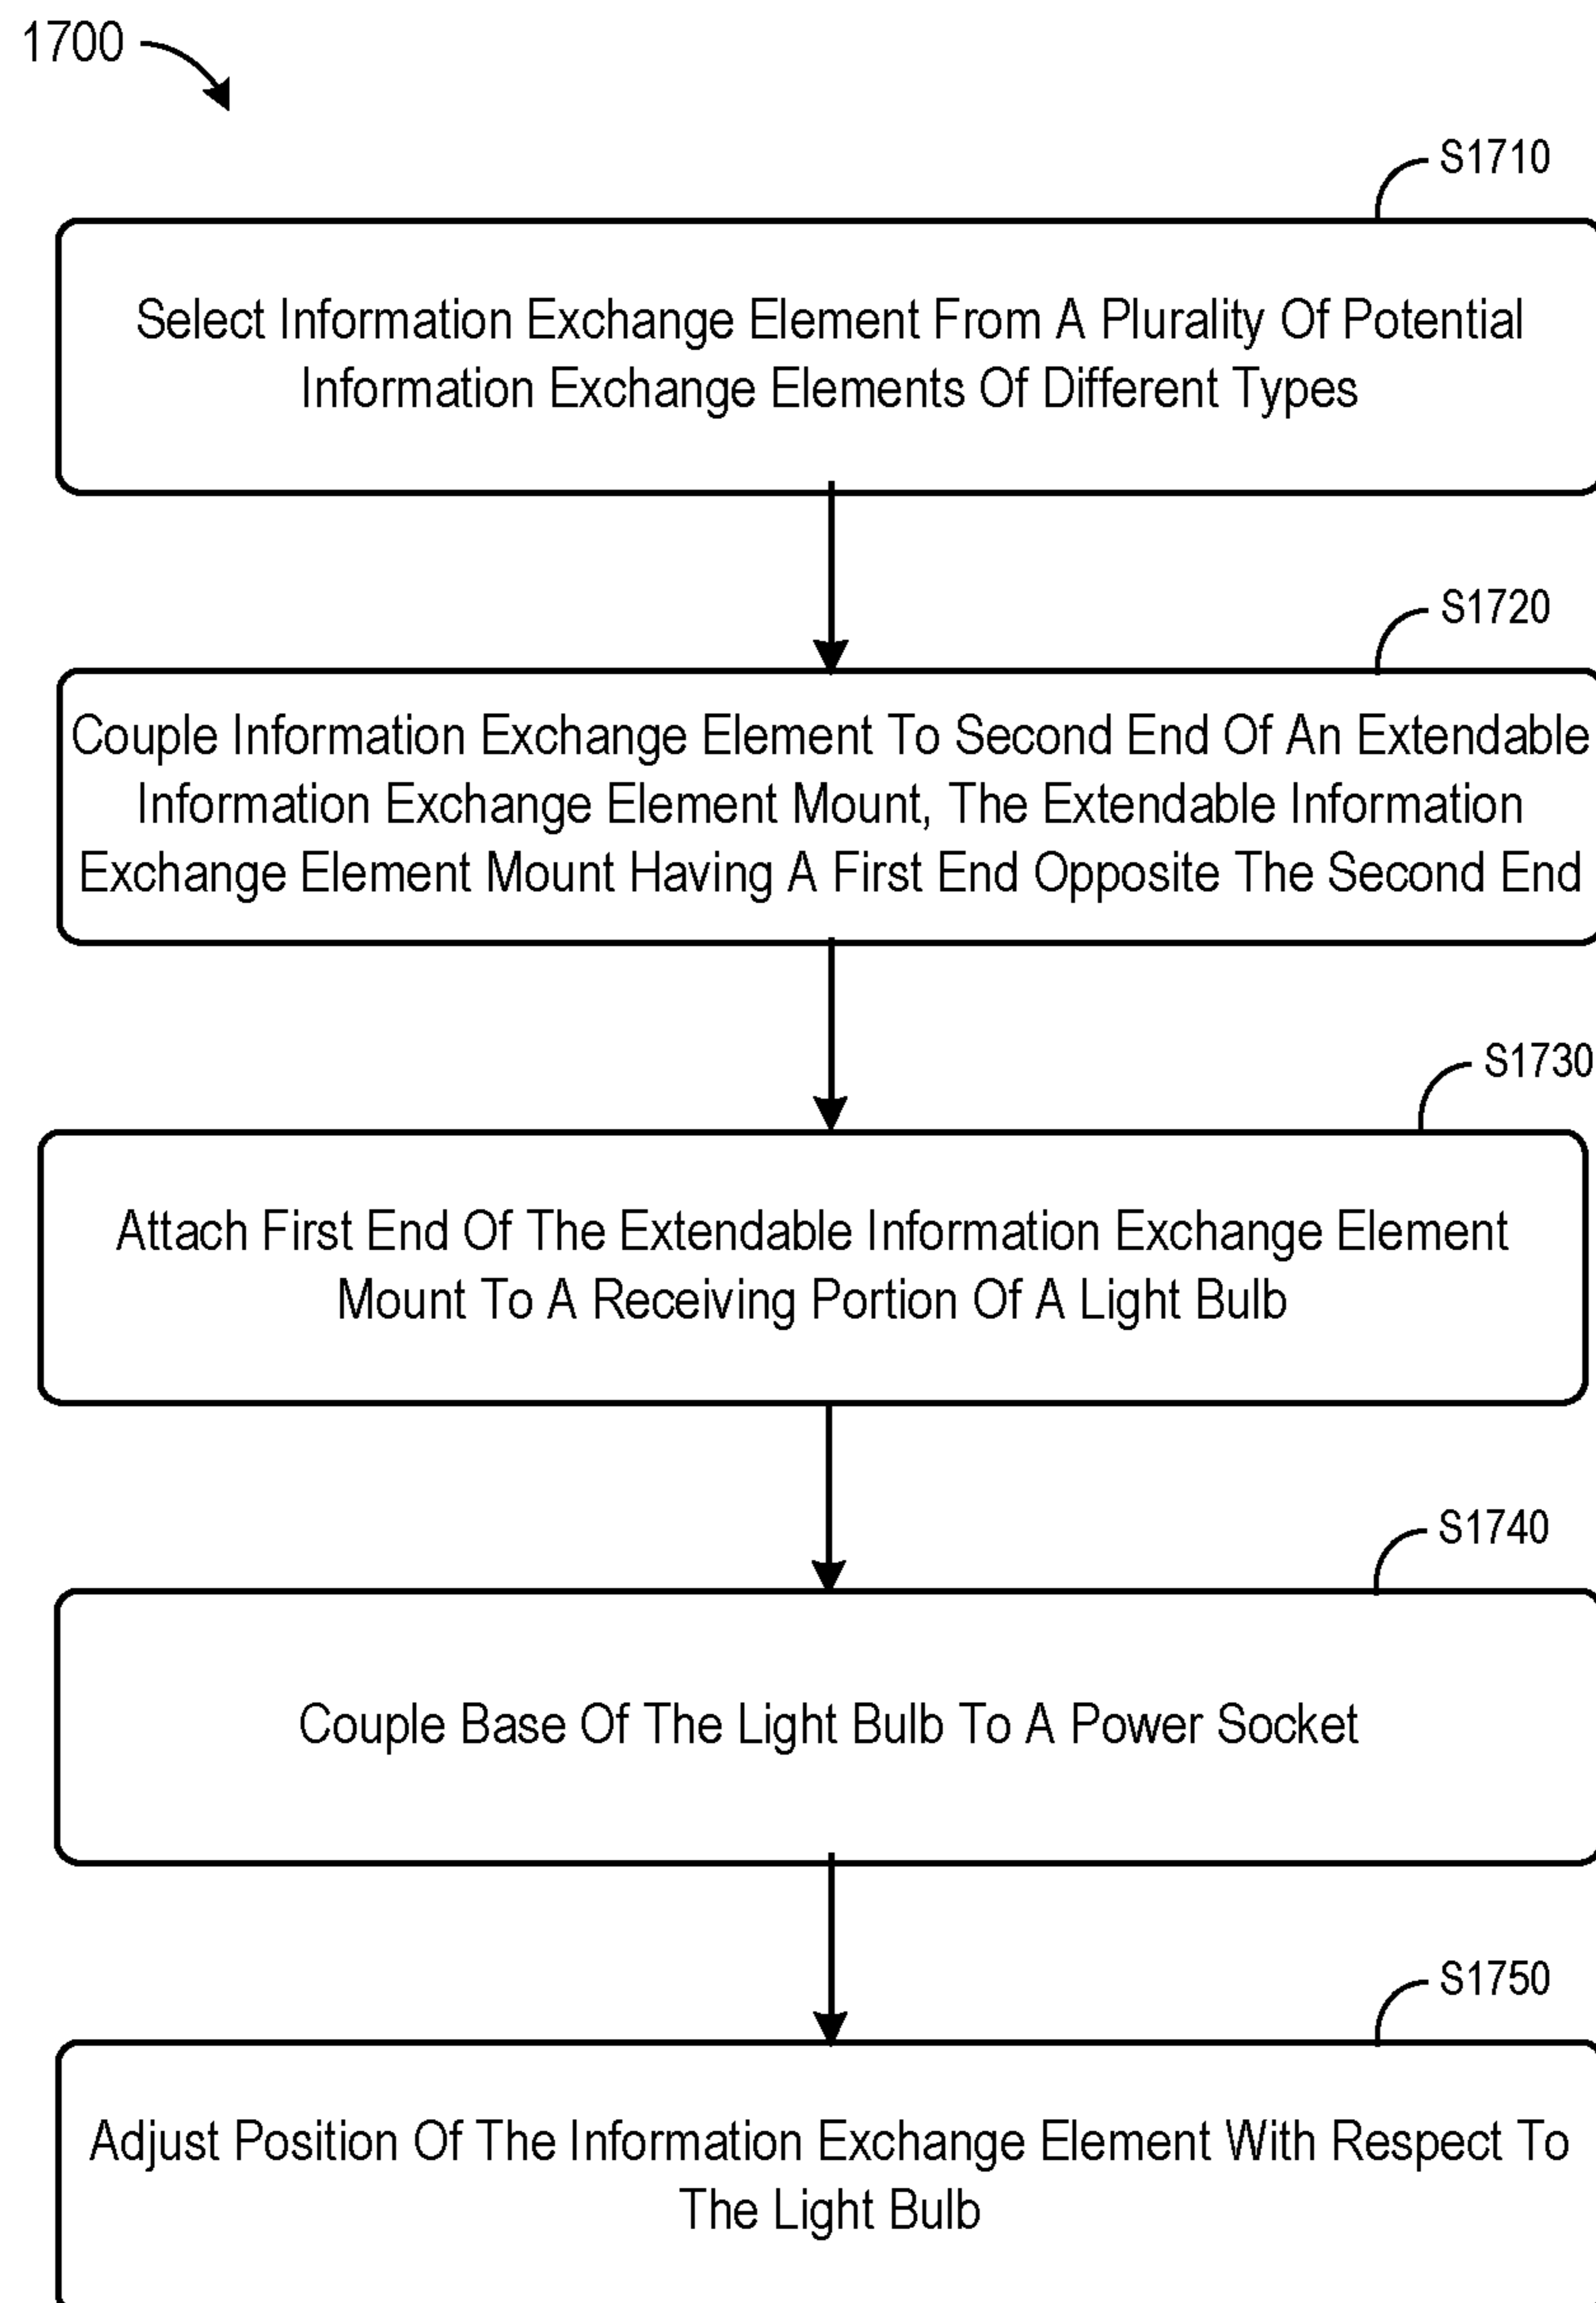 1700
S1710
Select Information Exchange Element From A Plurality Of Potential
Information Exchange Elements Of Different Types
S1720
Couple Information Exchange Element To Second End Of An Extendable
Information Exchange Element Mount, The Extendable Information
Exchange Element Mount Having A First End Opposite The Second End
S1730
Attach First End Of The Extendable Information Exchange Element
Mount To A Receiving Portion Of A Light Bulb
S1740
Couple Base Of The Light Bulb To A Power Socket
S1750
Adjust Position Of The Information Exchange Element With Respect To
The Light Bulb